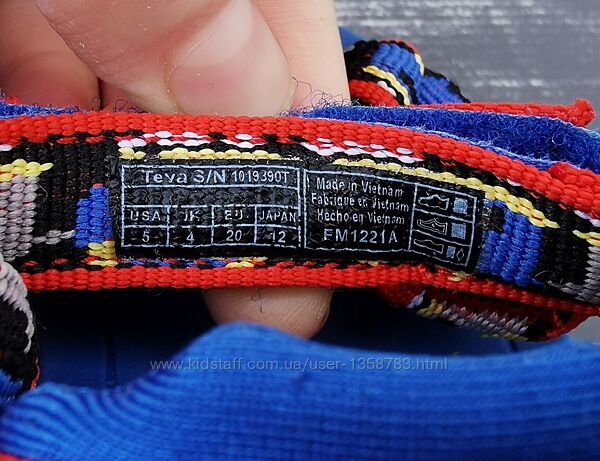 Teva S/N 1019390T
USA UK EU JAPAN
5 4 20 12
Made in Vietnam
Fabriqué en Vietnam
Hecho en Vietnam
FM1221A
www.kidstaff.com.ua/user-1358783.html